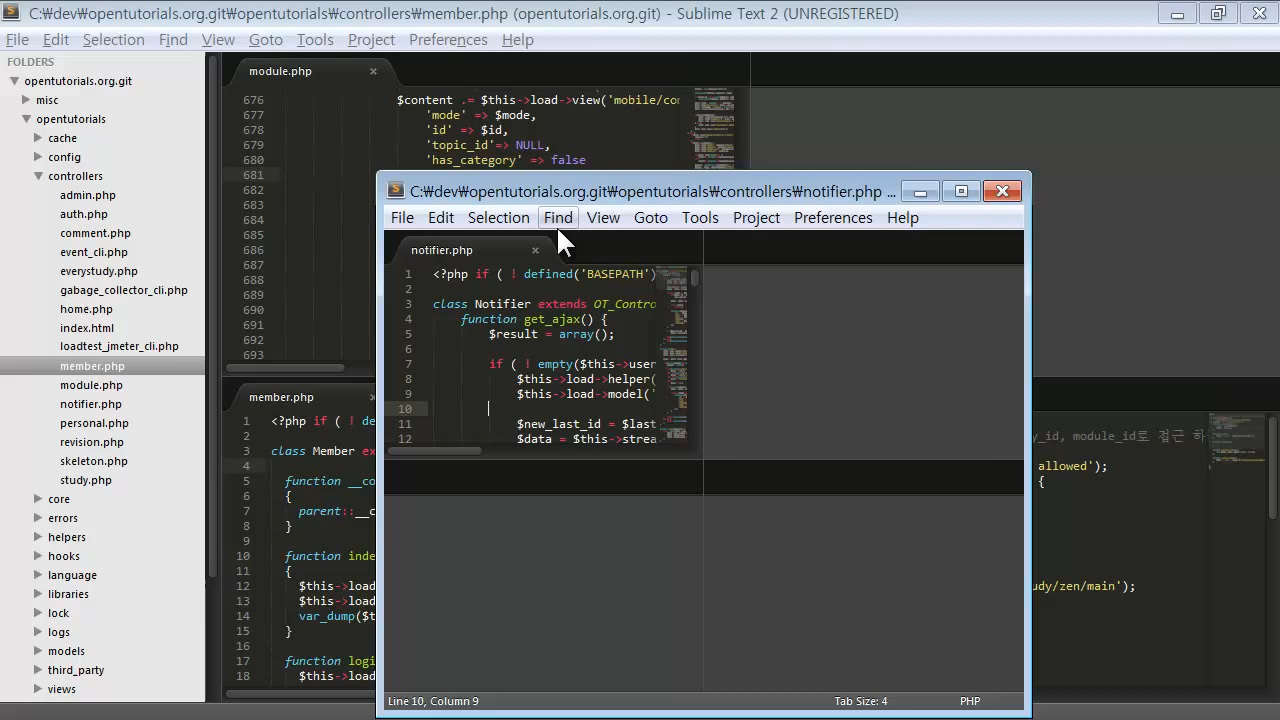 C:₩dev₩opentutorials.org.git₩opentutorials₩controllers₩member.php (opentutorials.org.git) - Sublime Text 2 (UNREGISTERED)
File Edit Selection Find View Goto Tools Project Preferences Help
FOLDERS
opentutorials.org.git
misc
opentutorials
cache
config
controllers
admin.php
auth.php
comment.php
event_cli.php
everystudy.php
gabage_collector_cli.php
home.php
index.html
loadtest_jmeter_cli.php
member.php
module.php
notifier.php
personal.php
revision.php
skeleton.php
study.php
core
errors
helpers
hooks
language
libraries
lock
logs
models
third_party
views
module.php
676 $content .= $this->load->view('mobile/co
677 'mode' => $mode,
678 'id' => $id,
679 'topic_id'=> NULL,
680 'has_category' => false
681
682
683
684
685
686
687
688
689
690
691
692
693
member.php
1 <?php if ( ! de
2
3 class Member ex
4
5 function __co
6 {
7 parent::__c
8 }
9
10 function inde
11 {
12 $this->load
13 $this->load
14 var_dump($t
15 }
16
17 function logi
18 $this->load
C:₩dev₩opentutorials.org.git₩opentutorials₩controllers₩notifier.php ...
File Edit Selection Find View Goto Tools Project Preferences Help
notifier.php
1 <?php if ( ! defined('BASEPATH')
2
3 class Notifier extends OT_Contro
4 function get_ajax() {
5 $result = array();
6
7 if ( ! empty($this->user
8 $this->load->helper(
9 $this->load->model('
10
11 $new_last_id = $last
12 $data = $this->strea
Line 10, Column 9
Tab Size: 4
PHP
y_id, module_id로 접근 하
allowed');
{
udy/zen/main');